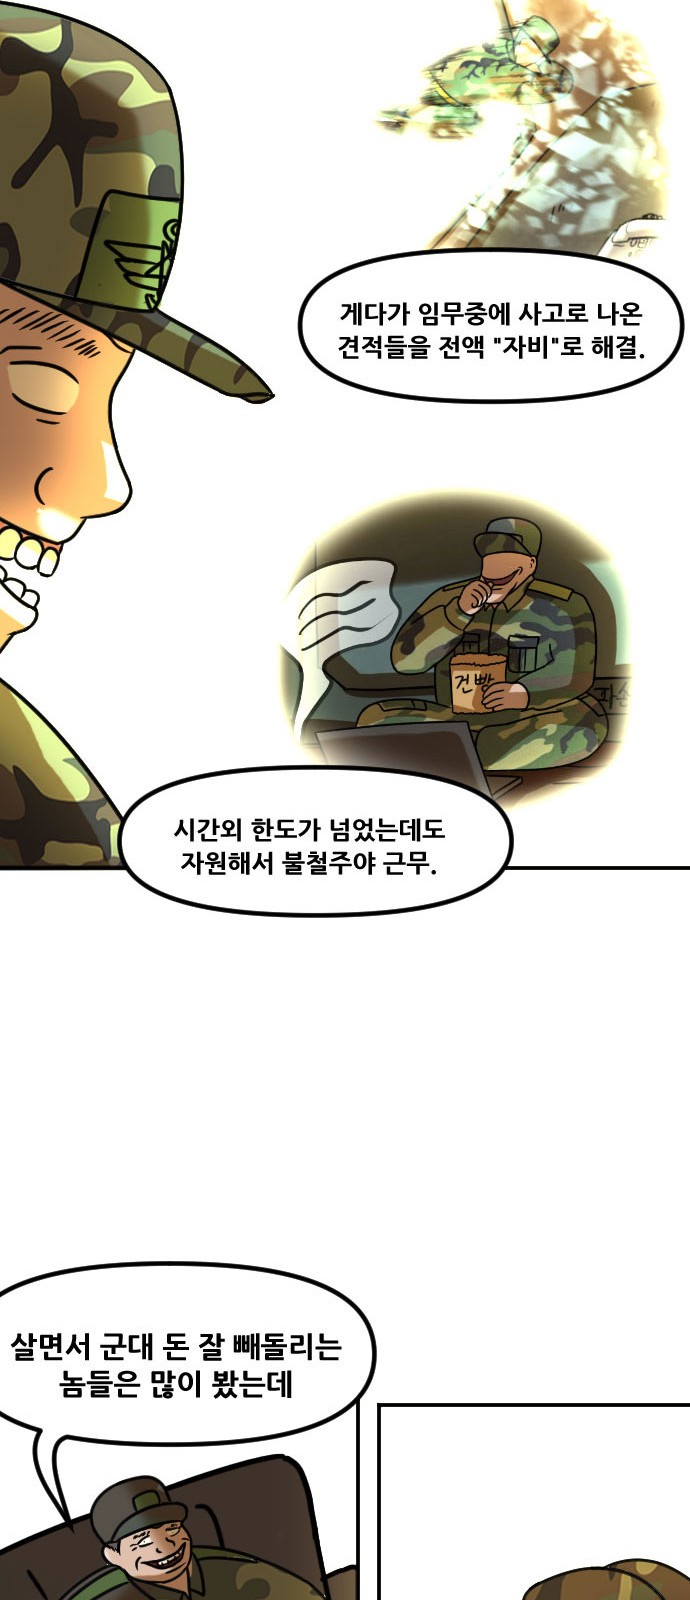 게다가 임무중에 사고로 나온
견적들을 전액 "자비"로 해결.
건빵
시간외 한도가 넘었는데도
자원해서 불철주야 근무.
살면서 군대 돈 잘 빼돌리는
놈들은 많이 봤는데